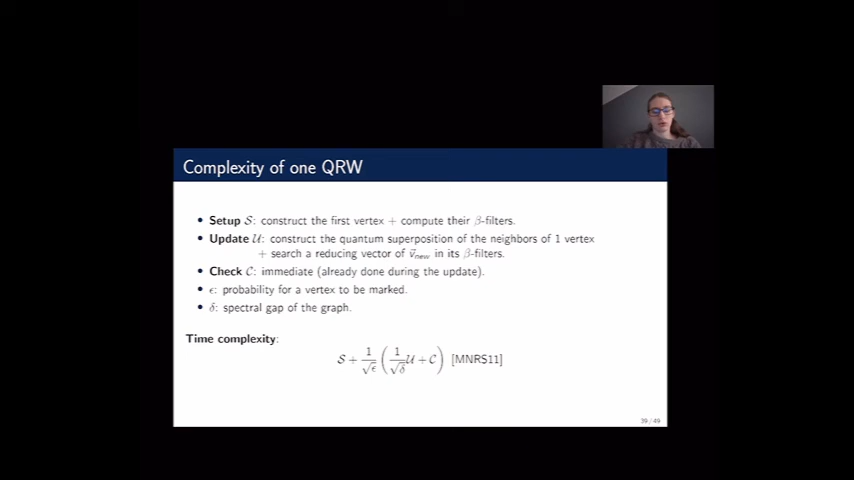 Complexity of one QRW
• Setup 𝒮: construct the first vertex + compute their β-filters.
• Update 𝒰: construct the quantum superposition of the neighbors of 1 vertex
+ search a reducing vector of v⃗_new in its β-filters.
• Check 𝒞: immediate (already done during the update).
• ϵ: probability for a vertex to be marked.
• δ: spectral gap of the graph.
Time complexity:
𝒮 + 1/√ϵ (1/√δ 𝒰 + 𝒞) [MNRS11]
39 / 49